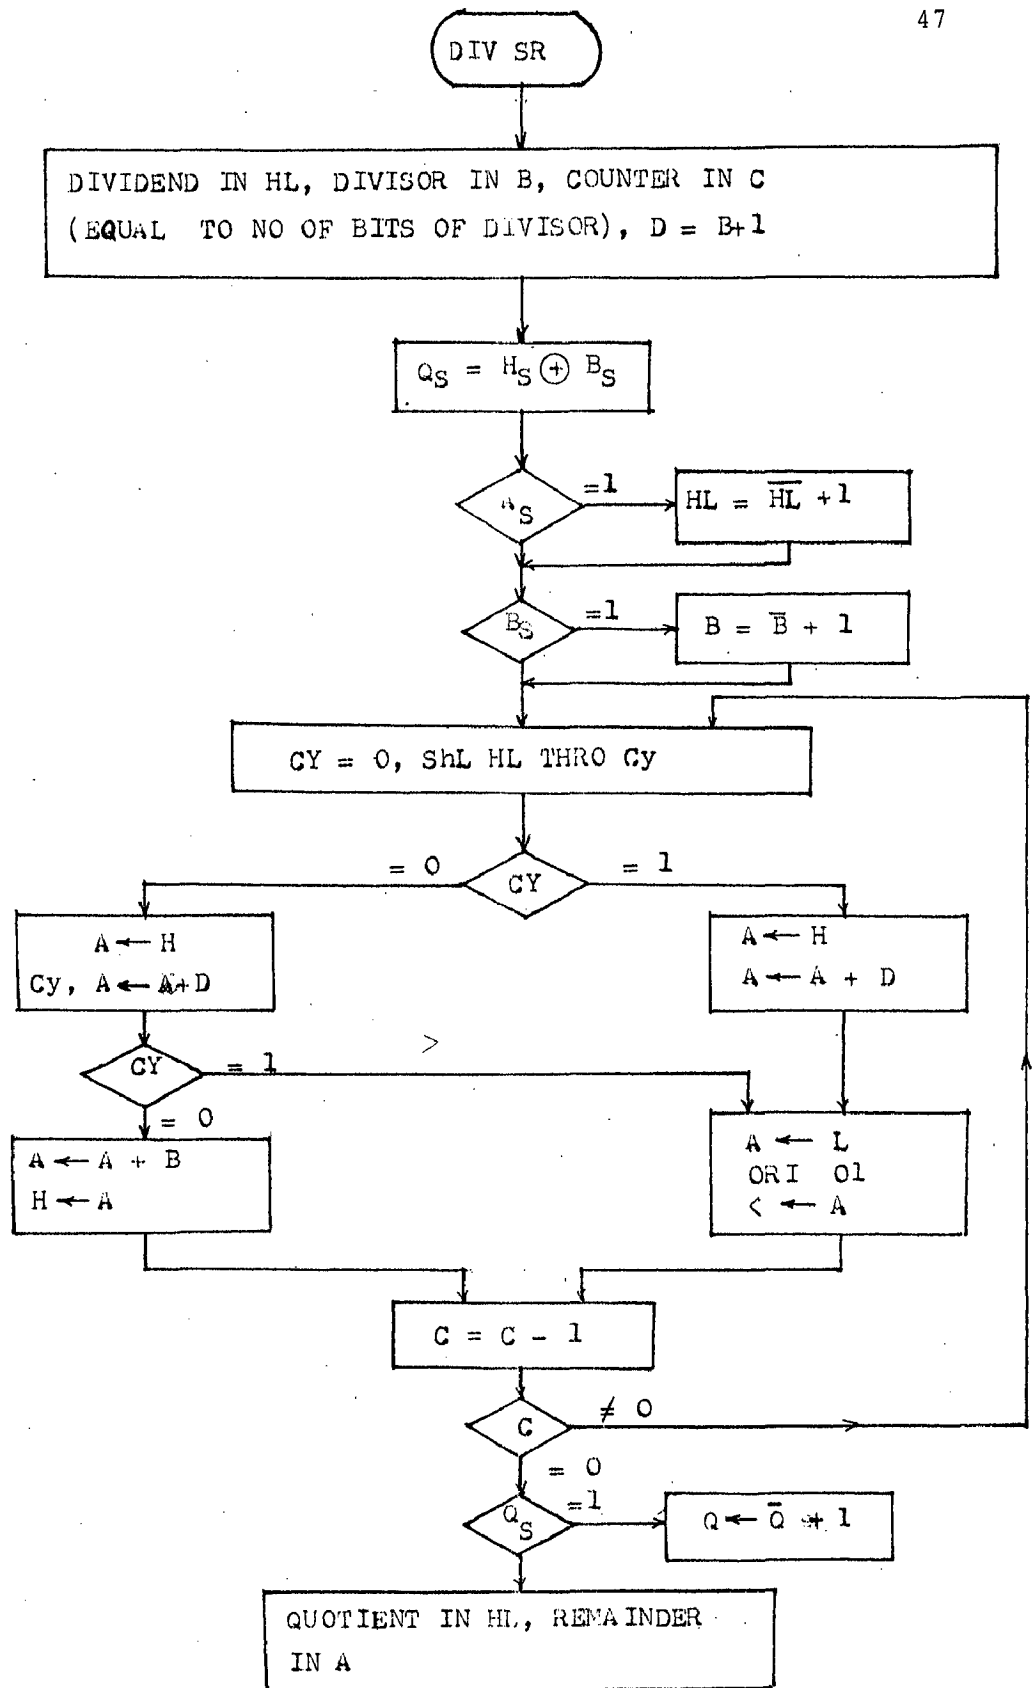 47
DIV SR
DIVIDEND IN HL, DIVISOR IN B, COUNTER IN C
(EQUAL TO NO OF BITS OF DIVISOR), D = B+1
QS = HS ⊕ BS
=1
S
HL = H̅L̅ + 1
=1
BS
B = B̅ + 1
CY = 0, ShL HL THRO Cy
= 0
CY
= 1
A ← H
Cy, A ← A+D
A ← H
A ← A + D
CY
= 1
= 0
A ← A + B
H ← A
A ← L
ORI 01
< ← A
C = C - 1
C
≠ 0
= 0
QS
=1
Q ← Q̅ + 1
QUOTIENT IN HL, REMAINDER
IN A